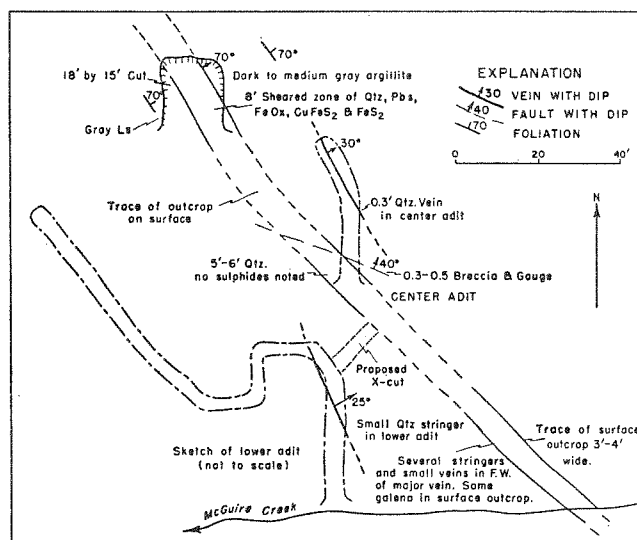 70°
70°
18' by 15' Cut
Dark to medium gray argillite
70°
8' Sheared zone of Qtz, Pbs,
FeOx, CuFeS₂ & FeS₂
Gray Ls
EXPLANATION
30 VEIN WITH DIP
40 FAULT WITH DIP
70 FOLIATION
0 20' 40'
N
30°
Trace of outcrop
on surface
0.3' Qtz. Vein
in center adit
5'-6' Qtz.
no sulphides noted
40°
0.3-0.5 Breccia & Gauge
CENTER ADIT
Proposed
X-cut
25°
Small Qtz stringer
in lower adit
Trace of surface
outcrop 3'-4'
wide.
Sketch of lower adit
(not to scale)
Several stringers
and small veins in F.W.
of major vein. Some
galena in surface outcrop.
McGuire Creek